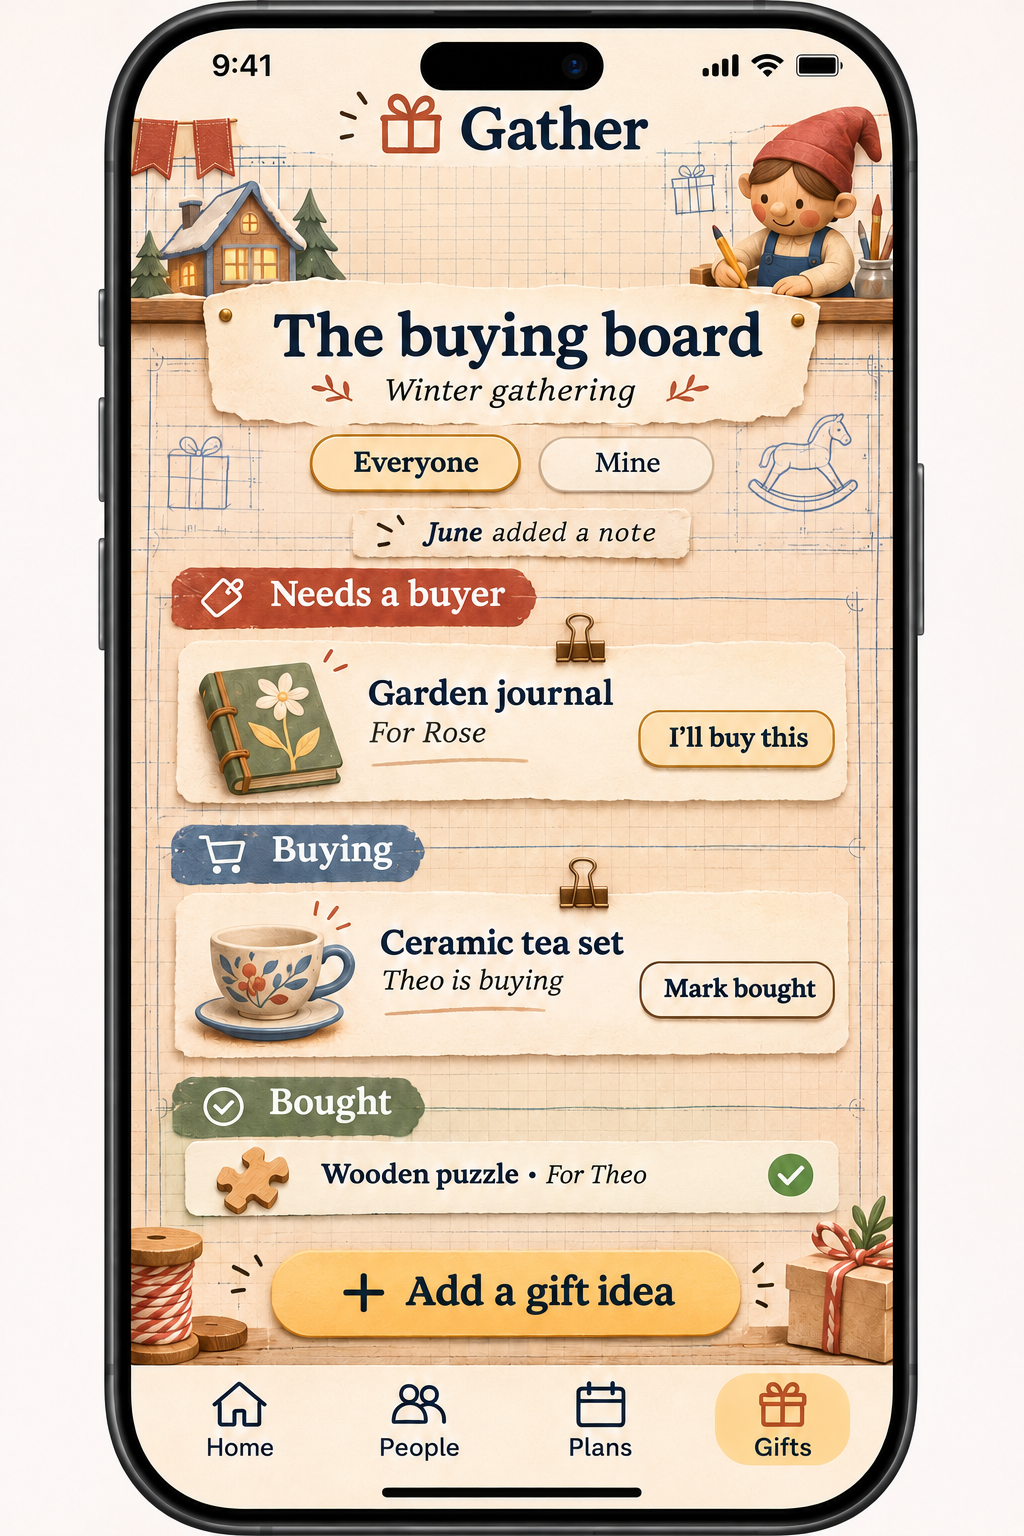 9:41
Gather
The buying board
Winter gathering
Everyone
Mine
June added a note
Needs a buyer
Garden journal
For Rose
I'll buy this
Buying
Ceramic tea set
Theo is buying
Mark bought
Bought
Wooden puzzle • For Theo
+ Add a gift idea
Home
People
Plans
Gifts